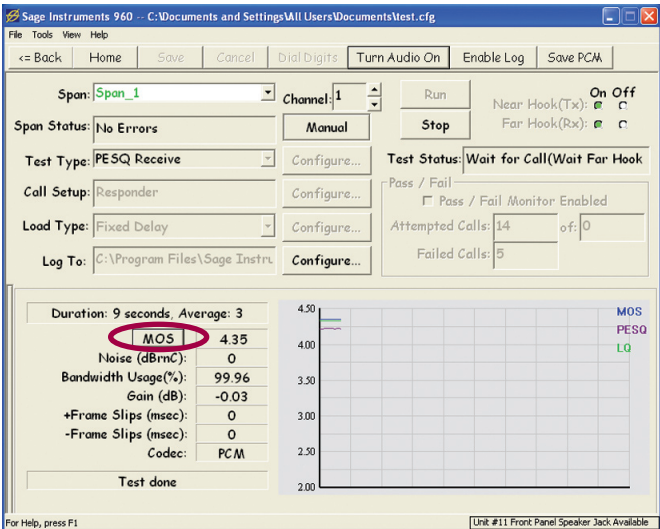 Sage Instruments 960 -- C:\Documents and Settings\All Users\Documents\test.cfg
File Tools View Help
<= Back Home Save Cancel Dial Digits Turn Audio On Enable Log Save PCM
Span: Span_1 Channel: 1 Run On Off
Near Hook(Tx):
Span Status: No Errors Manual Stop Far Hook(Rx):
Test Type: PESQ Receive Configure... Test Status: Wait for Call(Wait Far Hook
Call Setup: Responder Configure... Pass / Fail
Pass / Fail Monitor Enabled
Load Type: Fixed Delay Configure... Attempted Calls: 14 of: 0
Log To: C:\Program Files\Sage Instru Configure... Failed Calls: 5
Duration: 9 seconds, Average: 3
MOS 4.35
Noise (dBrnC): 0
Bandwidth Usage(%): 99.96
Gain (dB): -0.03
+Frame Slips (msec): 0
-Frame Slips (msec): 0
Codec: PCM
Test done
4.50
4.00
3.50
3.00
2.50
2.00
MOS
PESQ
LQ
For Help, press F1 Unit #11 Front Panel Speaker Jack Available